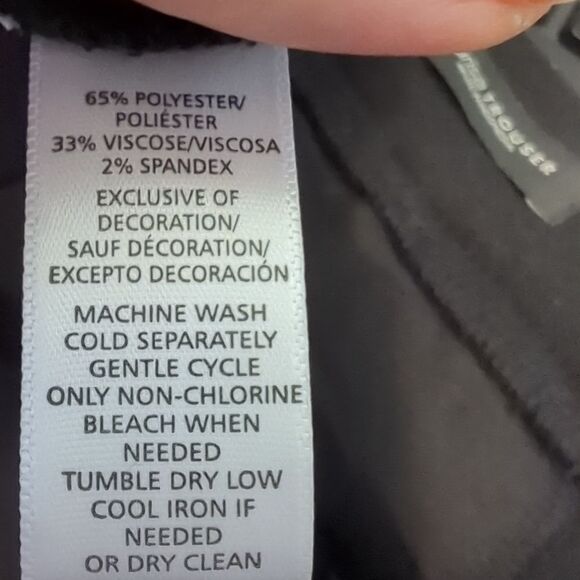 65% POLYESTER/
POLIÉSTER
33% VISCOSE/VISCOSA
2% SPANDEX
EXCLUSIVE OF
DECORATION/
SAUF DÉCORATION/
EXCEPTO DECORACIÓN
MACHINE WASH
COLD SEPARATELY
GENTLE CYCLE
ONLY NON-CHLORINE
BLEACH WHEN
NEEDED
TUMBLE DRY LOW
COOL IRON IF
NEEDED
OR DRY CLEAN
TROUSER